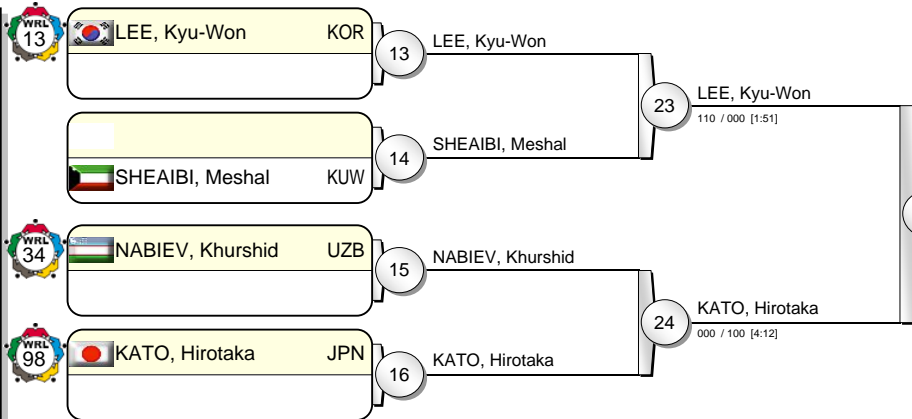 WRL
13
LEE, Kyu-Won KOR
13
LEE, Kyu-Won
23
LEE, Kyu-Won
110 / 000 [1:51]
SHEAIBI, Meshal KUW
14
SHEAIBI, Meshal
WRL
34
NABIEV, Khurshid UZB
15
NABIEV, Khurshid
24
KATO, Hirotaka
000 / 100 [4:12]
WRL
98
KATO, Hirotaka JPN
16
KATO, Hirotaka